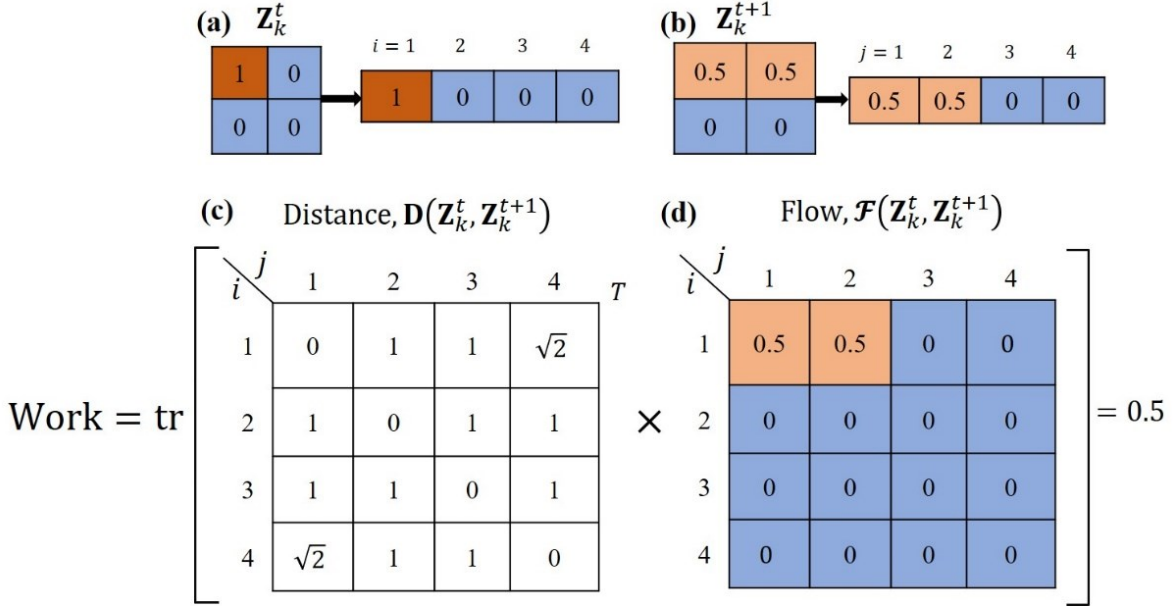 (a) Z_k^t
i = 1 2 3 4
1 0
0 0
1 0 0 0
(b) Z_k^{t+1}
j = 1 2 3 4
0.5 0.5
0 0
0.5 0.5 0 0
(c) Distance, D(Z_k^t, Z_k^{t+1})
j
i
1 2 3 4
T
1 0 1 1 √2
2 1 0 1 1
3 1 1 0 1
4 √2 1 1 0
Work = tr
×
(d) Flow, F(Z_k^t, Z_k^{t+1})
j
i
1 2 3 4
1 0.5 0.5 0 0
2 0 0 0 0
3 0 0 0 0
4 0 0 0 0
= 0.5